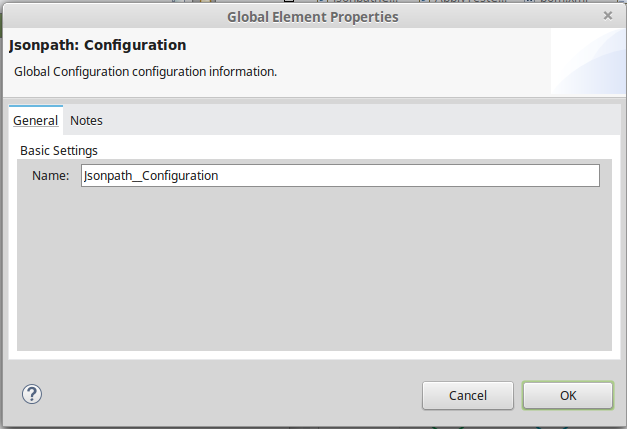 Global Element Properties
Jsonpath: Configuration
Global Configuration configuration information.
General Notes
Basic Settings
Name: Jsonpath__Configuration
Cancel OK